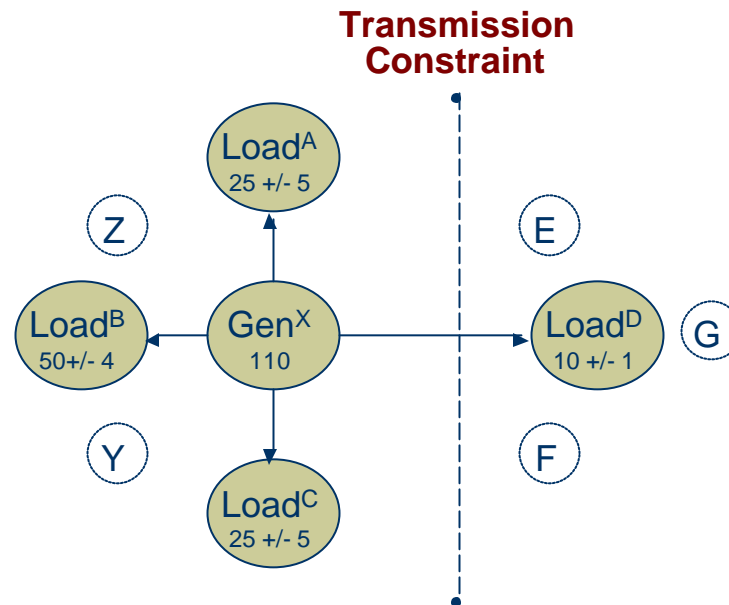 Transmission
Constraint
Load^A
25 +/- 5
Z
E
Load^B
50+/- 4
Gen^X
110
Load^D
10 +/- 1
G
Y
F
Load^C
25 +/- 5